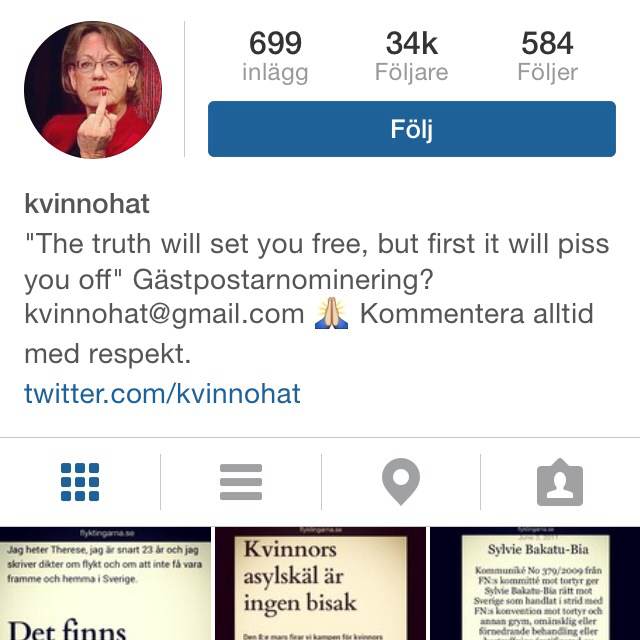 699
34k
584
inlägg
Följare
Följer
Följ
kvinnohat
"The truth will set you free, but first it will piss
you off" Gästpostarnominering?
kvinnohat@gmail.com 🙏 Kommentera alltid
med respekt.
twitter.com/kvinnohat
flyktingarna.se
Jag heter Therese, jag är snart 23 år och jag
skriver dikter om flykt och om att inte få vara
framme och hemma i Sverige.
Det finns
flyktingarna.se
Kvinnors
asylskäl är
ingen bisak
Den 8:e mars firar vi kampen för kvinnors
flyktingarna.se
June 5, 2011
Sylvie Bakatu-Bia
Kommuniké No 379/2009 från
FN:s kommitté mot tortyr ger
Sylvie Bakatu-Bia rätt mot
Sverige som handlat i strid med
FN:s konvention mot tortyr och
annan grym, omänsklig eller
förnedrande behandling eller